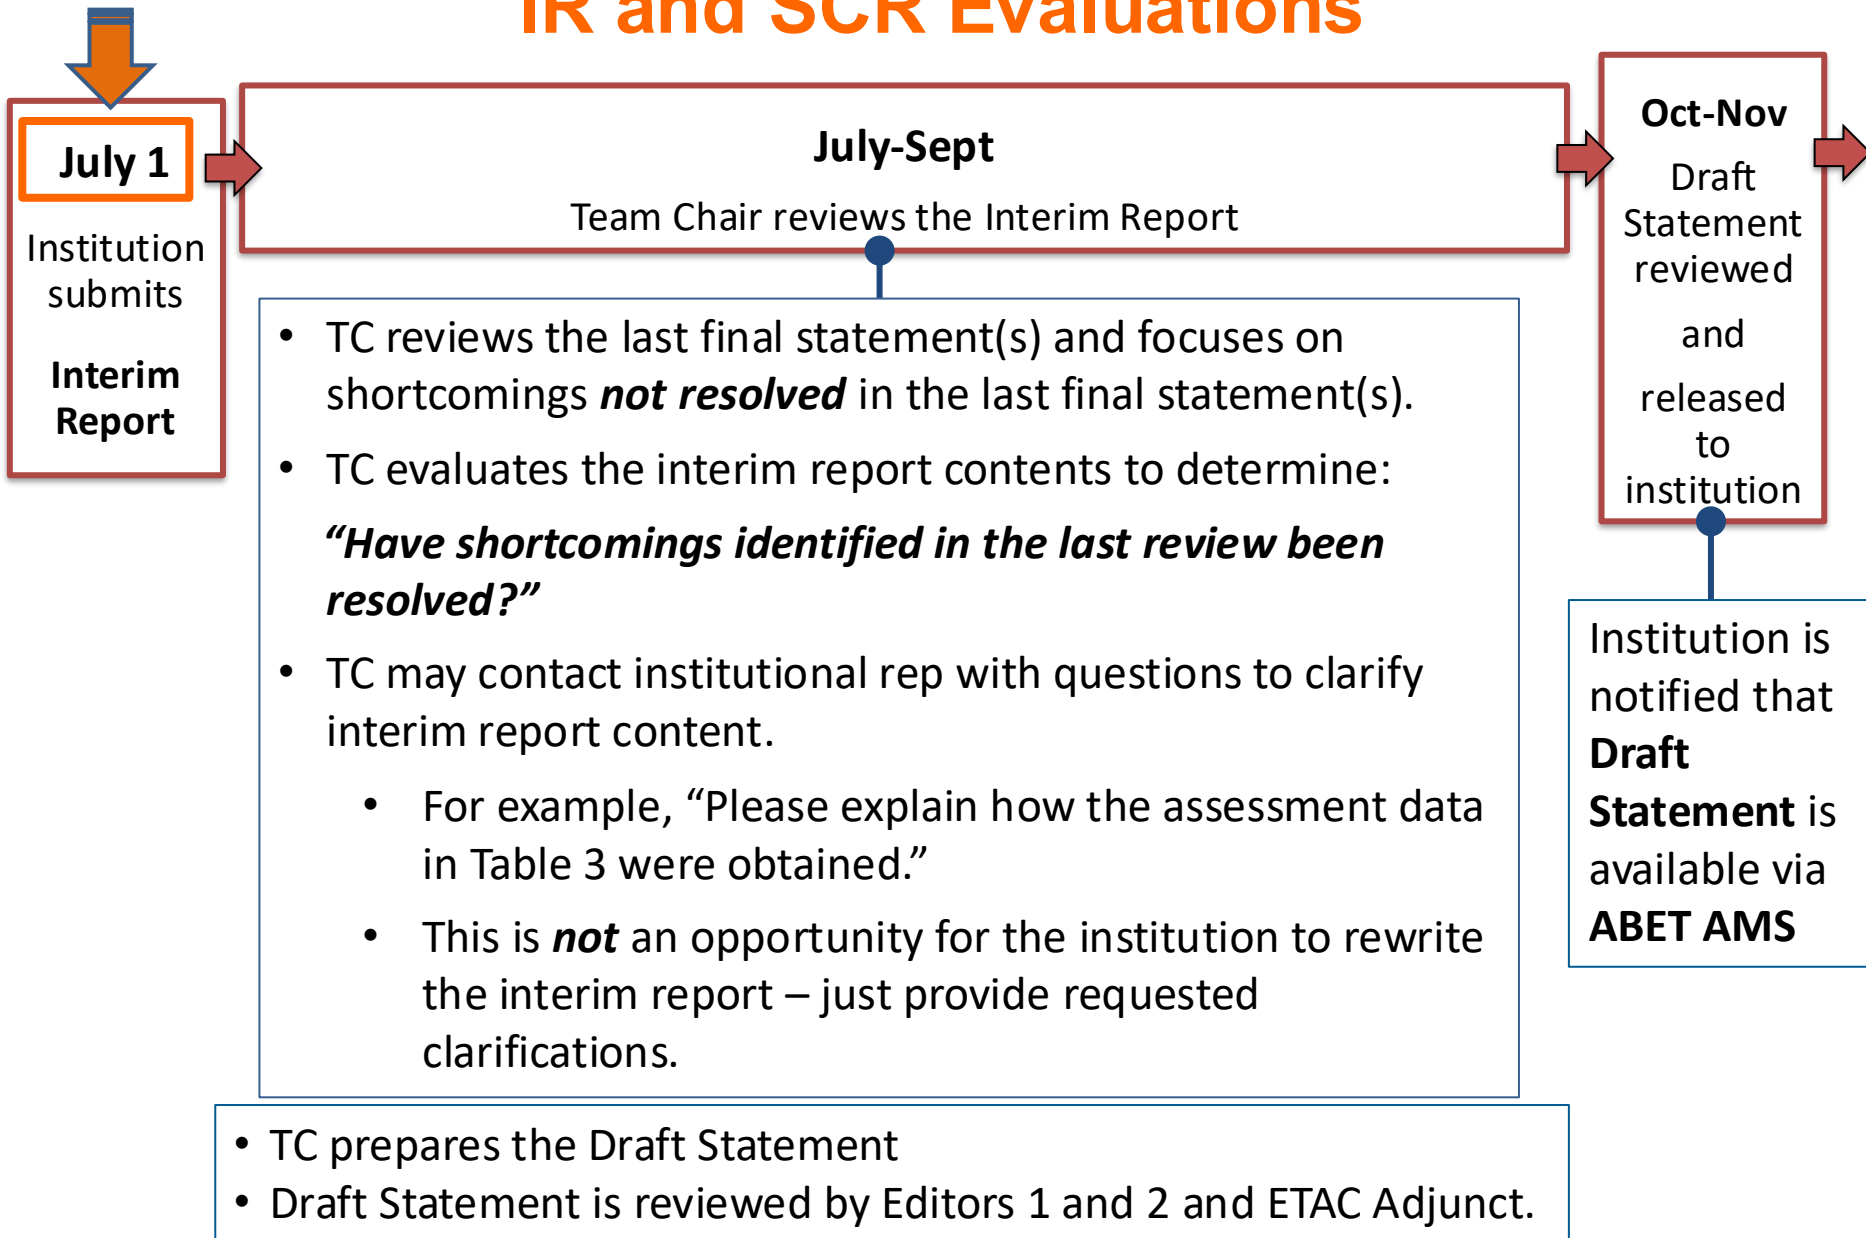 IR and SCR Evaluations
July 1
Institution
submits
Interim
Report
July-Sept
Team Chair reviews the Interim Report
Oct-Nov
Draft
Statement
reviewed
and
released
to
institution
• TC reviews the last final statement(s) and focuses on
shortcomings not resolved in the last final statement(s).
• TC evaluates the interim report contents to determine:
“Have shortcomings identified in the last review been
resolved?”
• TC may contact institutional rep with questions to clarify
interim report content.
• For example, “Please explain how the assessment data
in Table 3 were obtained.”
• This is not an opportunity for the institution to rewrite
the interim report – just provide requested
clarifications.
Institution is
notified that
Draft
Statement is
available via
ABET AMS
• TC prepares the Draft Statement
• Draft Statement is reviewed by Editors 1 and 2 and ETAC Adjunct.